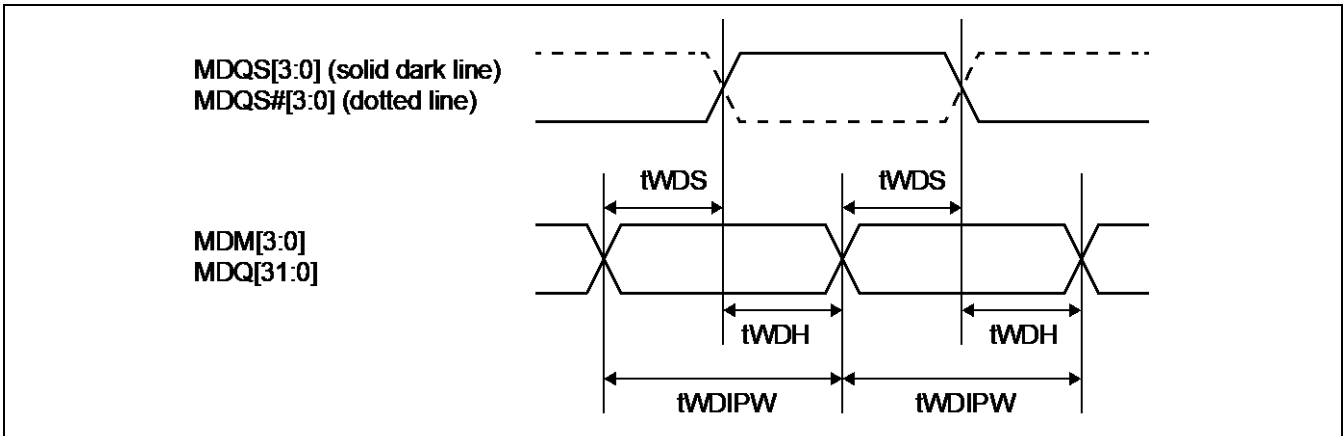 MDQS[3:0] (solid dark line)
MDQS#[3:0] (dotted line)
tWDS
tWDS
MDM[3:0]
MDQ[31:0]
tWDH
tWDH
tWDIPW
tWDIPW